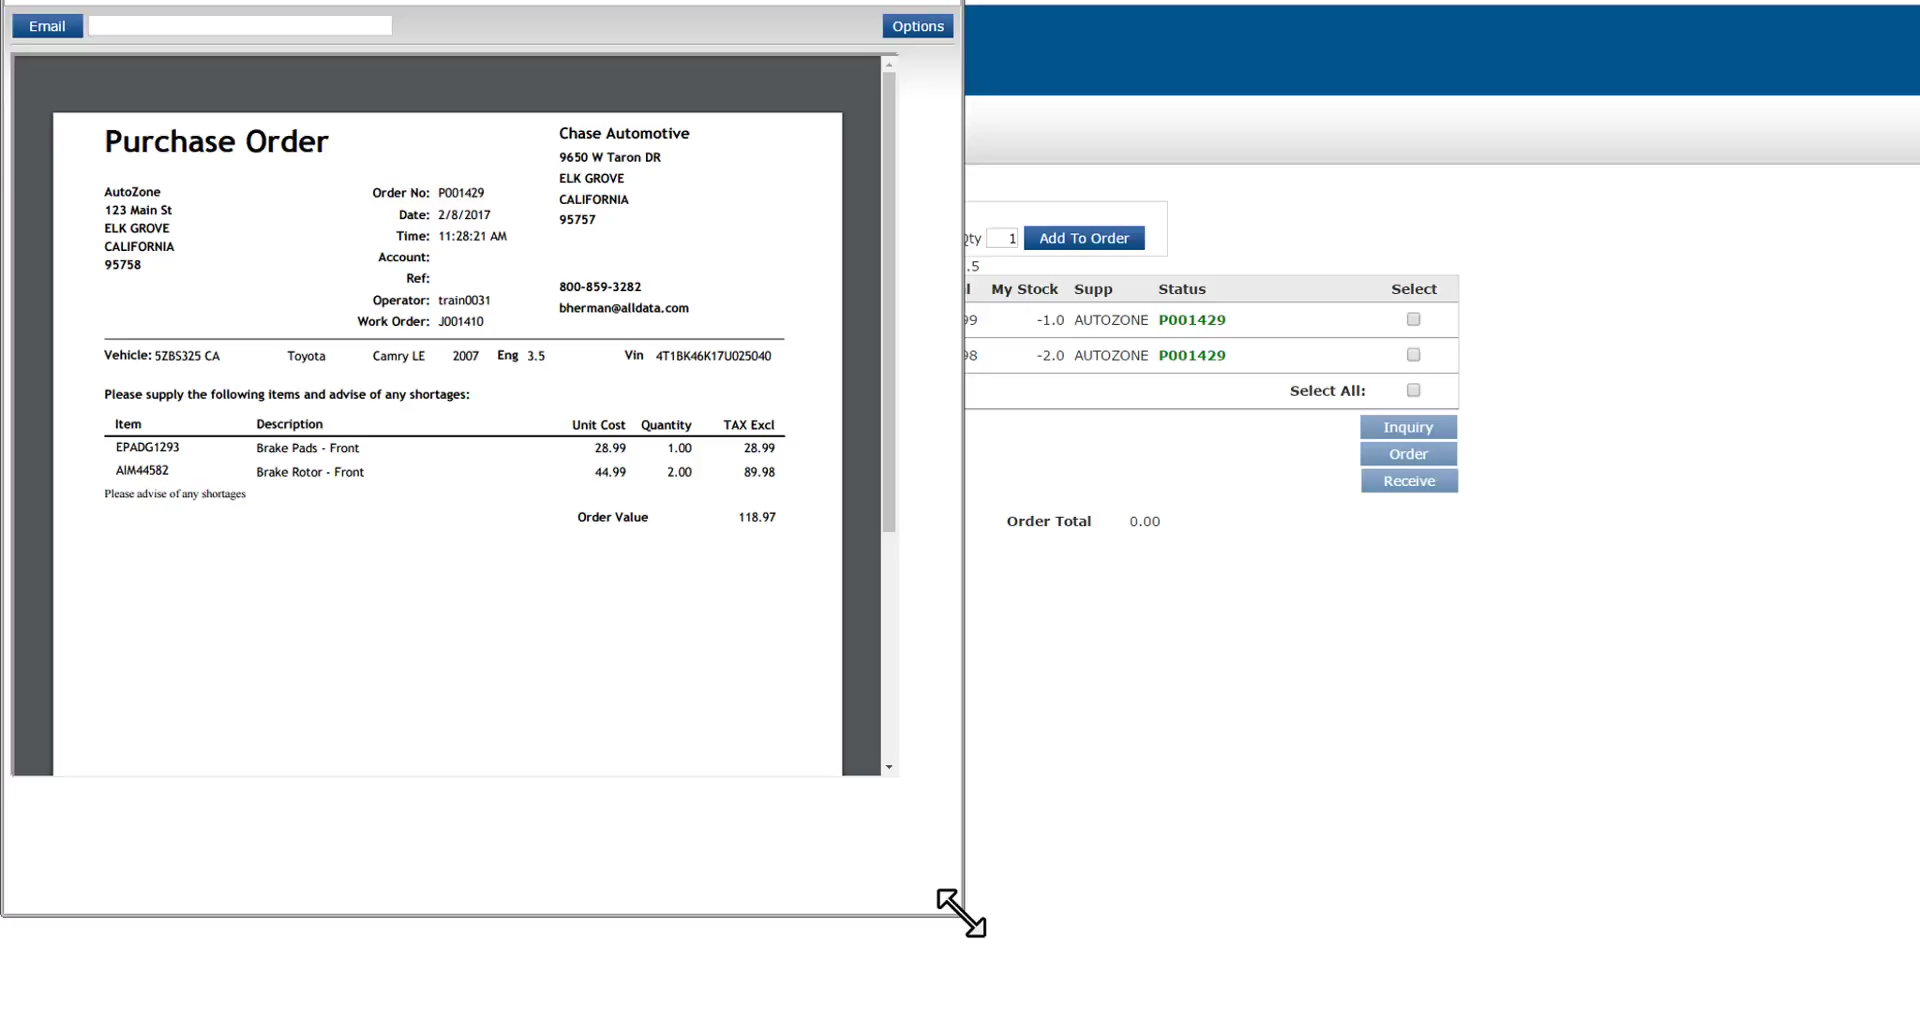 Email
Options
Purchase Order
Chase Automotive
9650 W Taron DR
ELK GROVE
CALIFORNIA
95757
AutoZone
123 Main St
ELK GROVE
CALIFORNIA
95758
Order No: P001429
Date: 2/8/2017
Time: 11:28:21 AM
Account:
Ref:
Operator: train0031
Work Order: J001410
800-859-3282
bherman@alldata.com
Vehicle: 5ZBS325 CA Toyota Camry LE 2007 Eng 3.5 Vin 4T1BK46K17U025040
Please supply the following items and advise of any shortages:
Item Description Unit Cost Quantity TAX Excl
EPADG1293 Brake Pads - Front 28.99 1.00 28.99
AIM44582 Brake Rotor - Front 44.99 2.00 89.98
Please advise of any shortages
Order Value 118.97
Qty 1 Add To Order
.5
My Stock Supp Status Select
99 -1.0 AUTOZONE P001429
98 -2.0 AUTOZONE P001429
Select All:
Inquiry
Order
Receive
Order Total 0.00